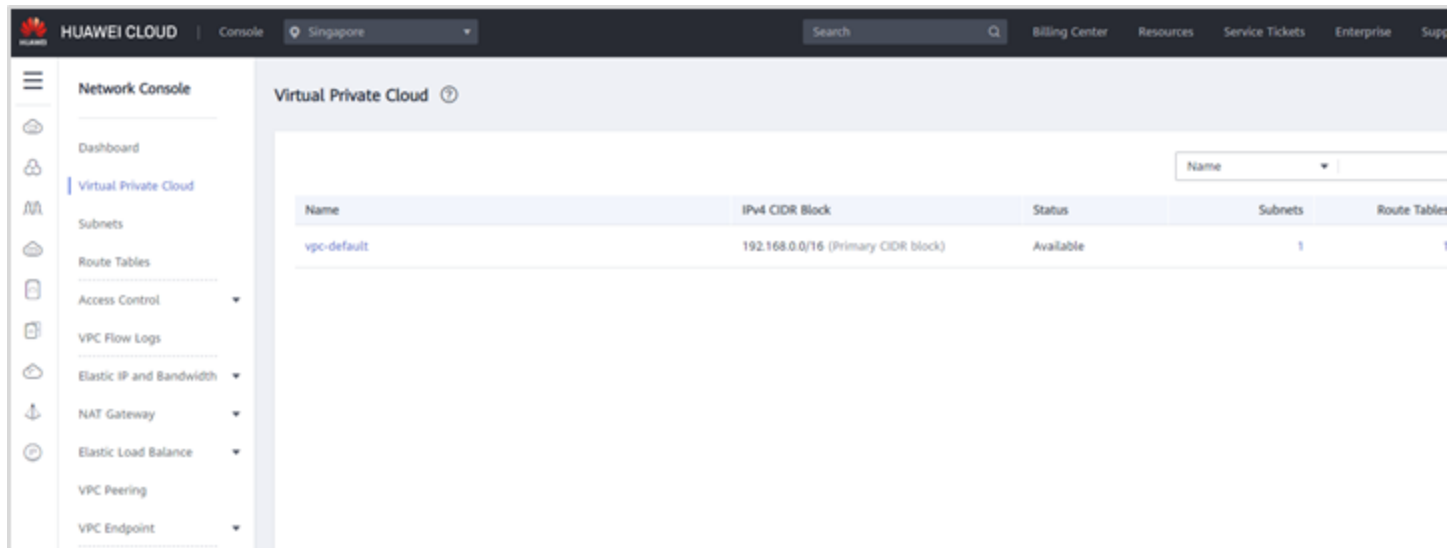 HUAWEI HUAWEI CLOUD | Console Singapore Search Billing Center Resources Service Tickets Enterprise Supp
Network Console
Virtual Private Cloud ?
Dashboard
Virtual Private Cloud
Subnets
Route Tables
Access Control
VPC Flow Logs
Elastic IP and Bandwidth
NAT Gateway
Elastic Load Balance
VPC Peering
VPC Endpoint
Name
Name IPv4 CIDR Block Status Subnets Route Tables
vpc-default 192.168.0.0/16 (Primary CIDR block) Available 1 1